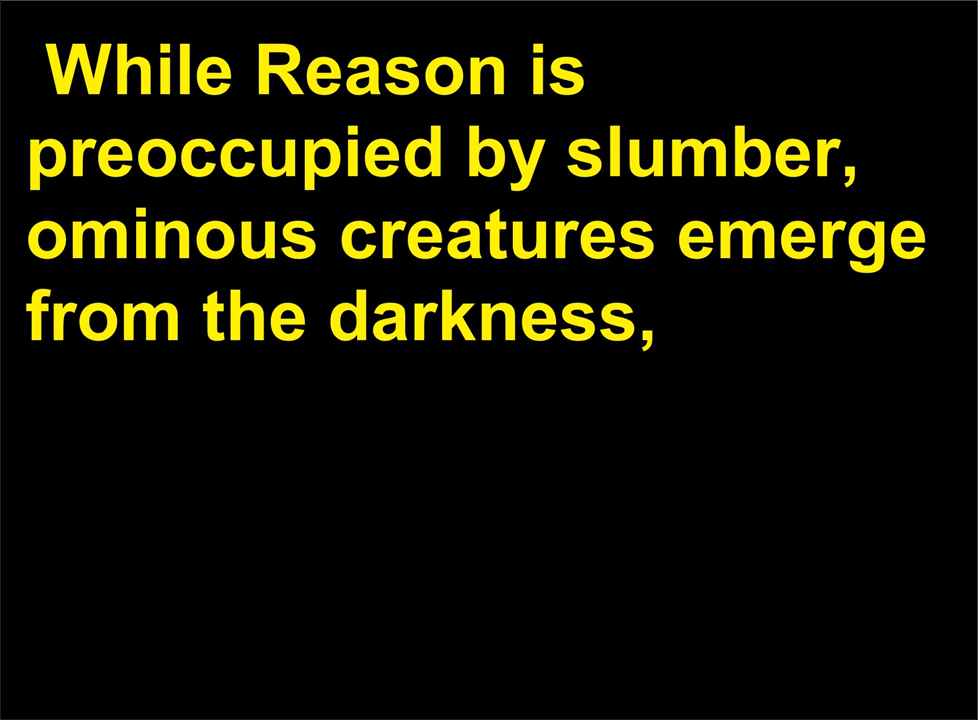 While Reason is
preoccupied by slumber,
ominous creatures emerge
from the darkness,